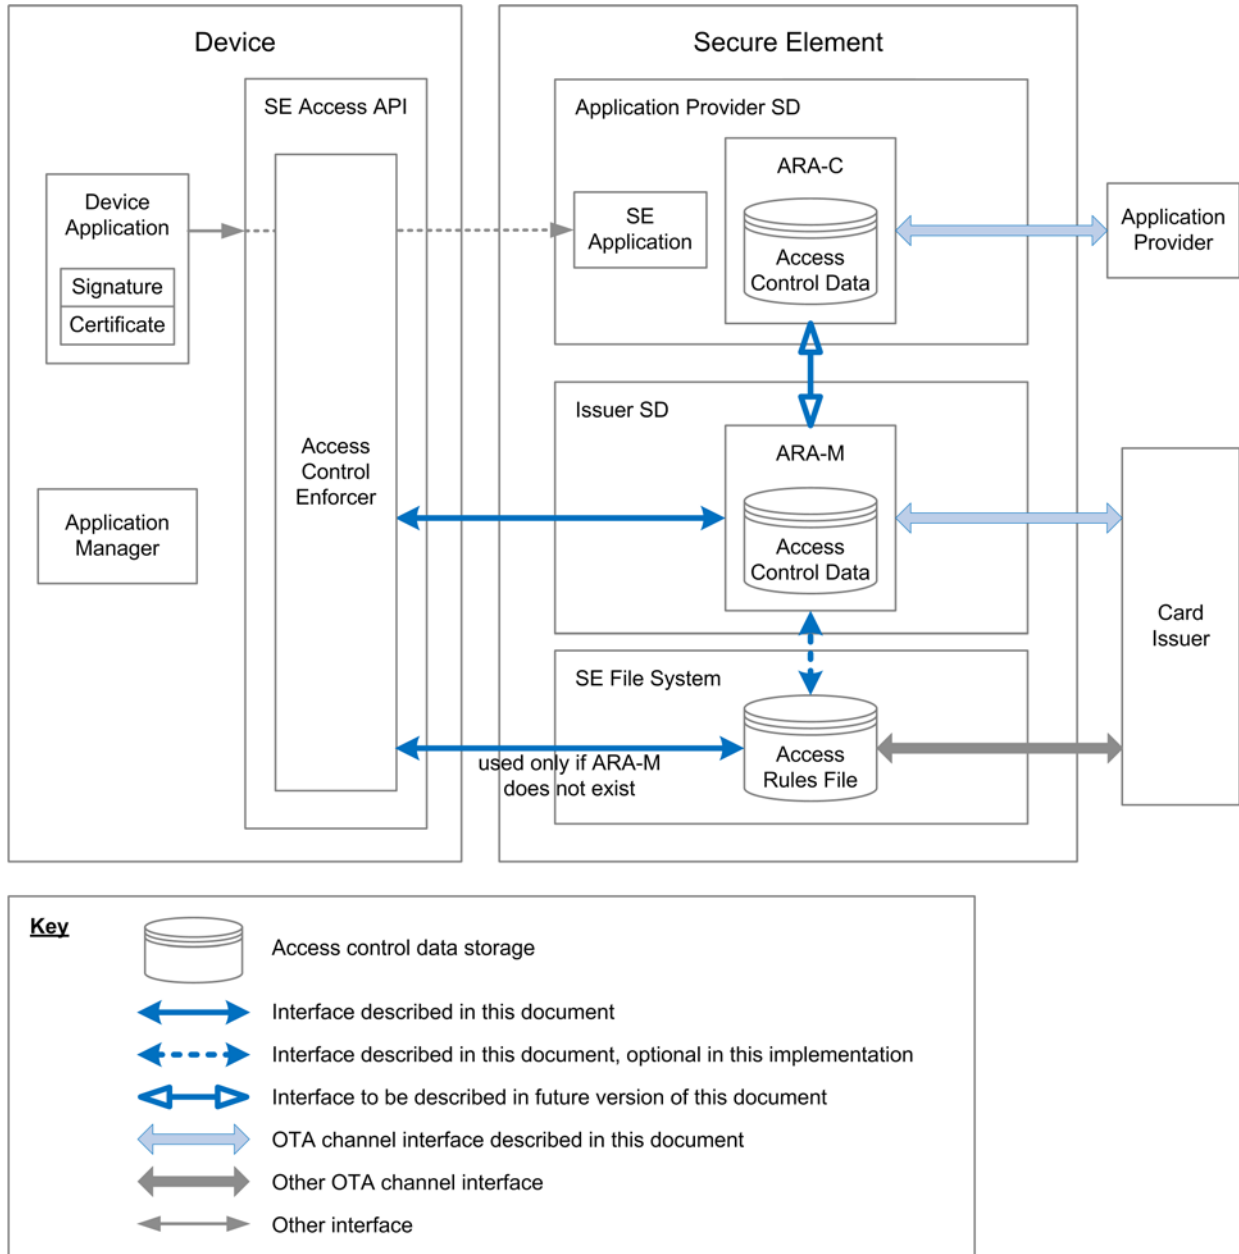 Device
Secure Element
SE Access API
Application Provider SD
ARA-C
Device
Application
Signature
Certificate
SE
Application
Access
Control Data
Application
Provider
Issuer SD
ARA-M
Access
Control
Enforcer
Application
Manager
Access
Control Data
Card
Issuer
SE File System
used only if ARA-M
does not exist
Access
Rules File
Key
Access control data storage
Interface described in this document
Interface described in this document, optional in this implementation
Interface to be described in future version of this document
OTA channel interface described in this document
Other OTA channel interface
Other interface